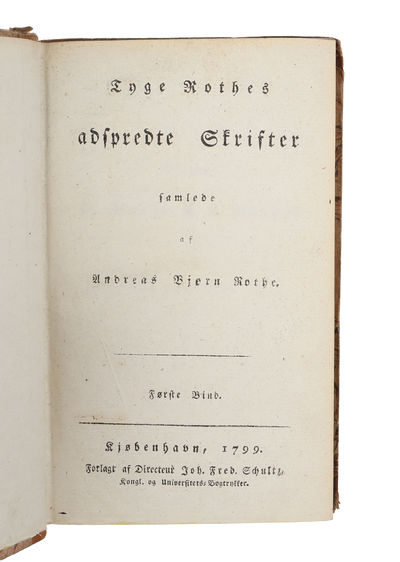 Tyge Rothes
adspredte Skrifter
samlede
af
Andreas Bjørn Rothe.
Første Bind.
Kjøbenhavn, 1799.
Forlagt af Directeur Joh. Fred. Schultz,
Kongl. og Universitets-Bogtrykker.